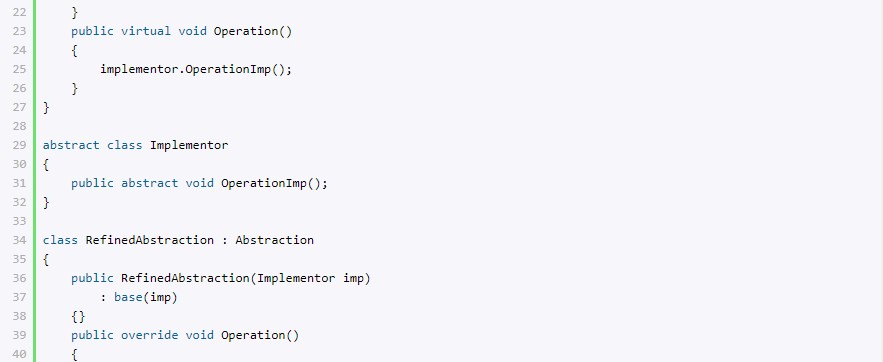 22     }
23     public virtual void Operation()
24     {
25         implementor.OperationImp();
26     }
27 }
28
29 abstract class Implementor
30 {
31     public abstract void OperationImp();
32 }
33
34 class RefinedAbstraction : Abstraction
35 {
36     public RefinedAbstraction(Implementor imp)
37         : base(imp)
38     {}
39     public override void Operation()
40     {